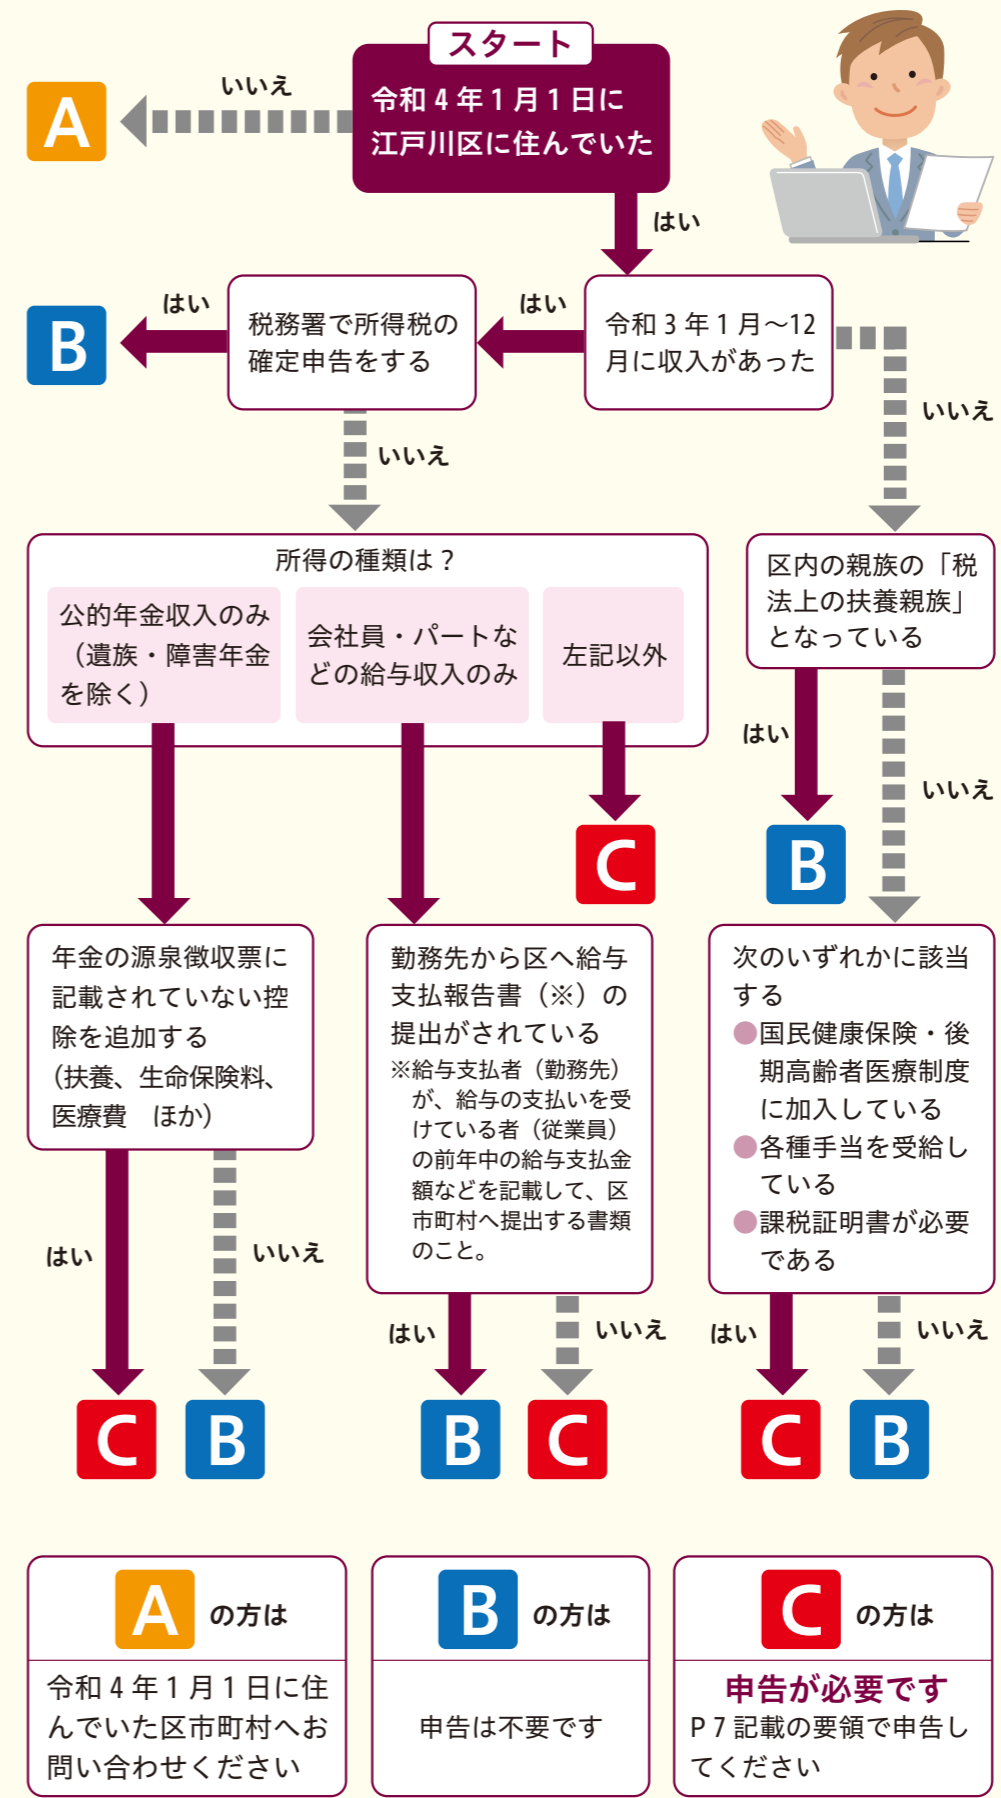 スタート
令和4年1月1日に
江戸川区に住んでいた
いいえ
A
はい
令和3年1月〜12
月に収入があった
はい
税務署で所得税の
確定申告をする
はい
B
いいえ
いいえ
所得の種類は？
公的年金収入のみ
（遺族・障害年金
を除く）
会社員・パートな
どの給与収入のみ
左記以外
区内の親族の「税
法上の扶養親族」
となっている
はい
いいえ
C
B
年金の源泉徴収票に
記載されていない控
除を追加する
（扶養、生命保険料、
医療費　ほか）
はい
いいえ
C
B
勤務先から区へ給与
支払報告書（※）の
提出がされている
※給与支払者（勤務先）
が、給与の支払いを受
けている者（従業員）
の前年中の給与支払金
額などを記載して、区
市町村へ提出する書類
のこと。
はい
いいえ
B
C
次のいずれかに該当
する
●国民健康保険・後
期高齢者医療制度
に加入している
●各種手当を受給し
ている
●課税証明書が必要
である
はい
いいえ
C
B
A の方は
令和4年1月1日に住
んでいた区市町村へお
問い合わせください
B の方は
申告は不要です
C の方は
申告が必要です
P7記載の要領で申告し
てください